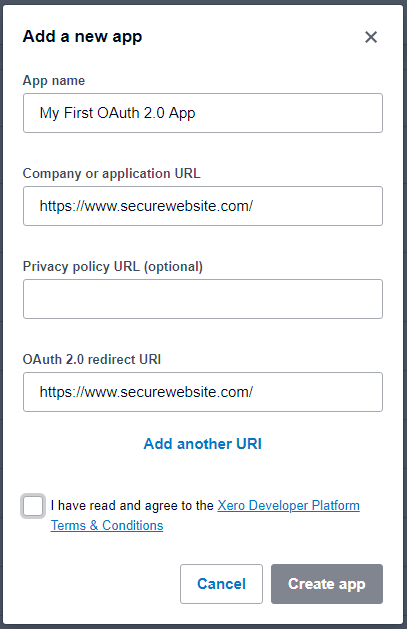 Add a new app
App name
My First OAuth 2.0 App
Company or application URL
https://www.securewebsite.com/
Privacy policy URL (optional)
OAuth 2.0 redirect URI
https://www.securewebsite.com/
Add another URI
I have read and agree to the Xero Developer Platform
Terms & Conditions
Cancel
Create app